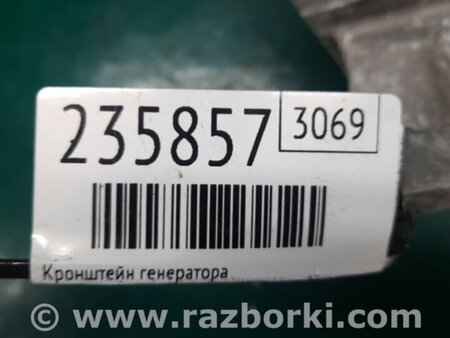 235857 3069
Кронштейн генератора
© www.razborki.com